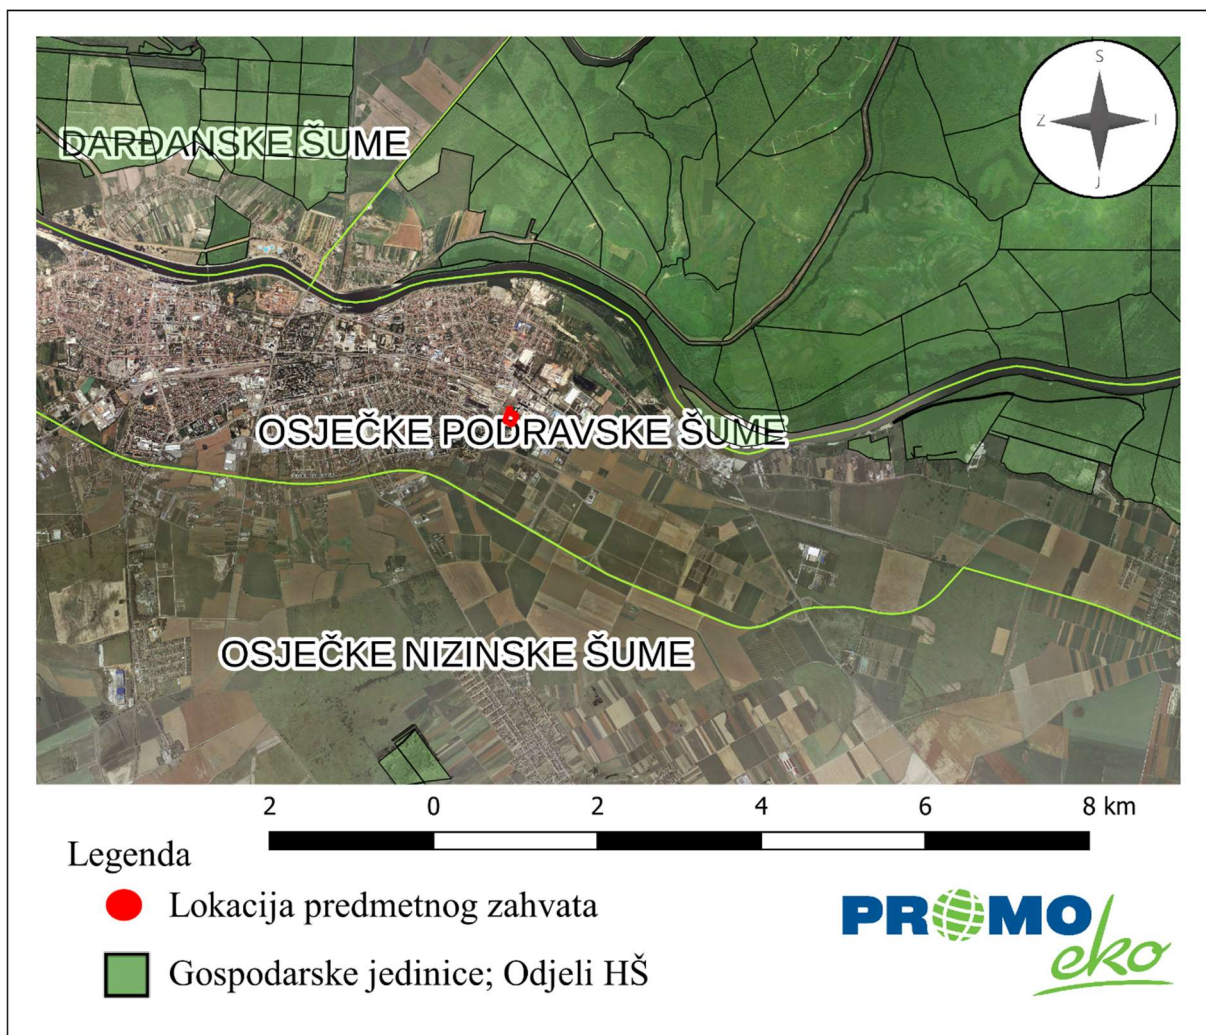 S
Z
I
J
DARĐANSKE ŠUME
OSJEČKE PODRAVSKE ŠUME
OSJEČKE NIZINSKE ŠUME
2 0 2 4 6 8 km
Legenda
Lokacija predmetnog zahvata
Gospodarske jedinice; Odjeli HŠ
PROMO
eko